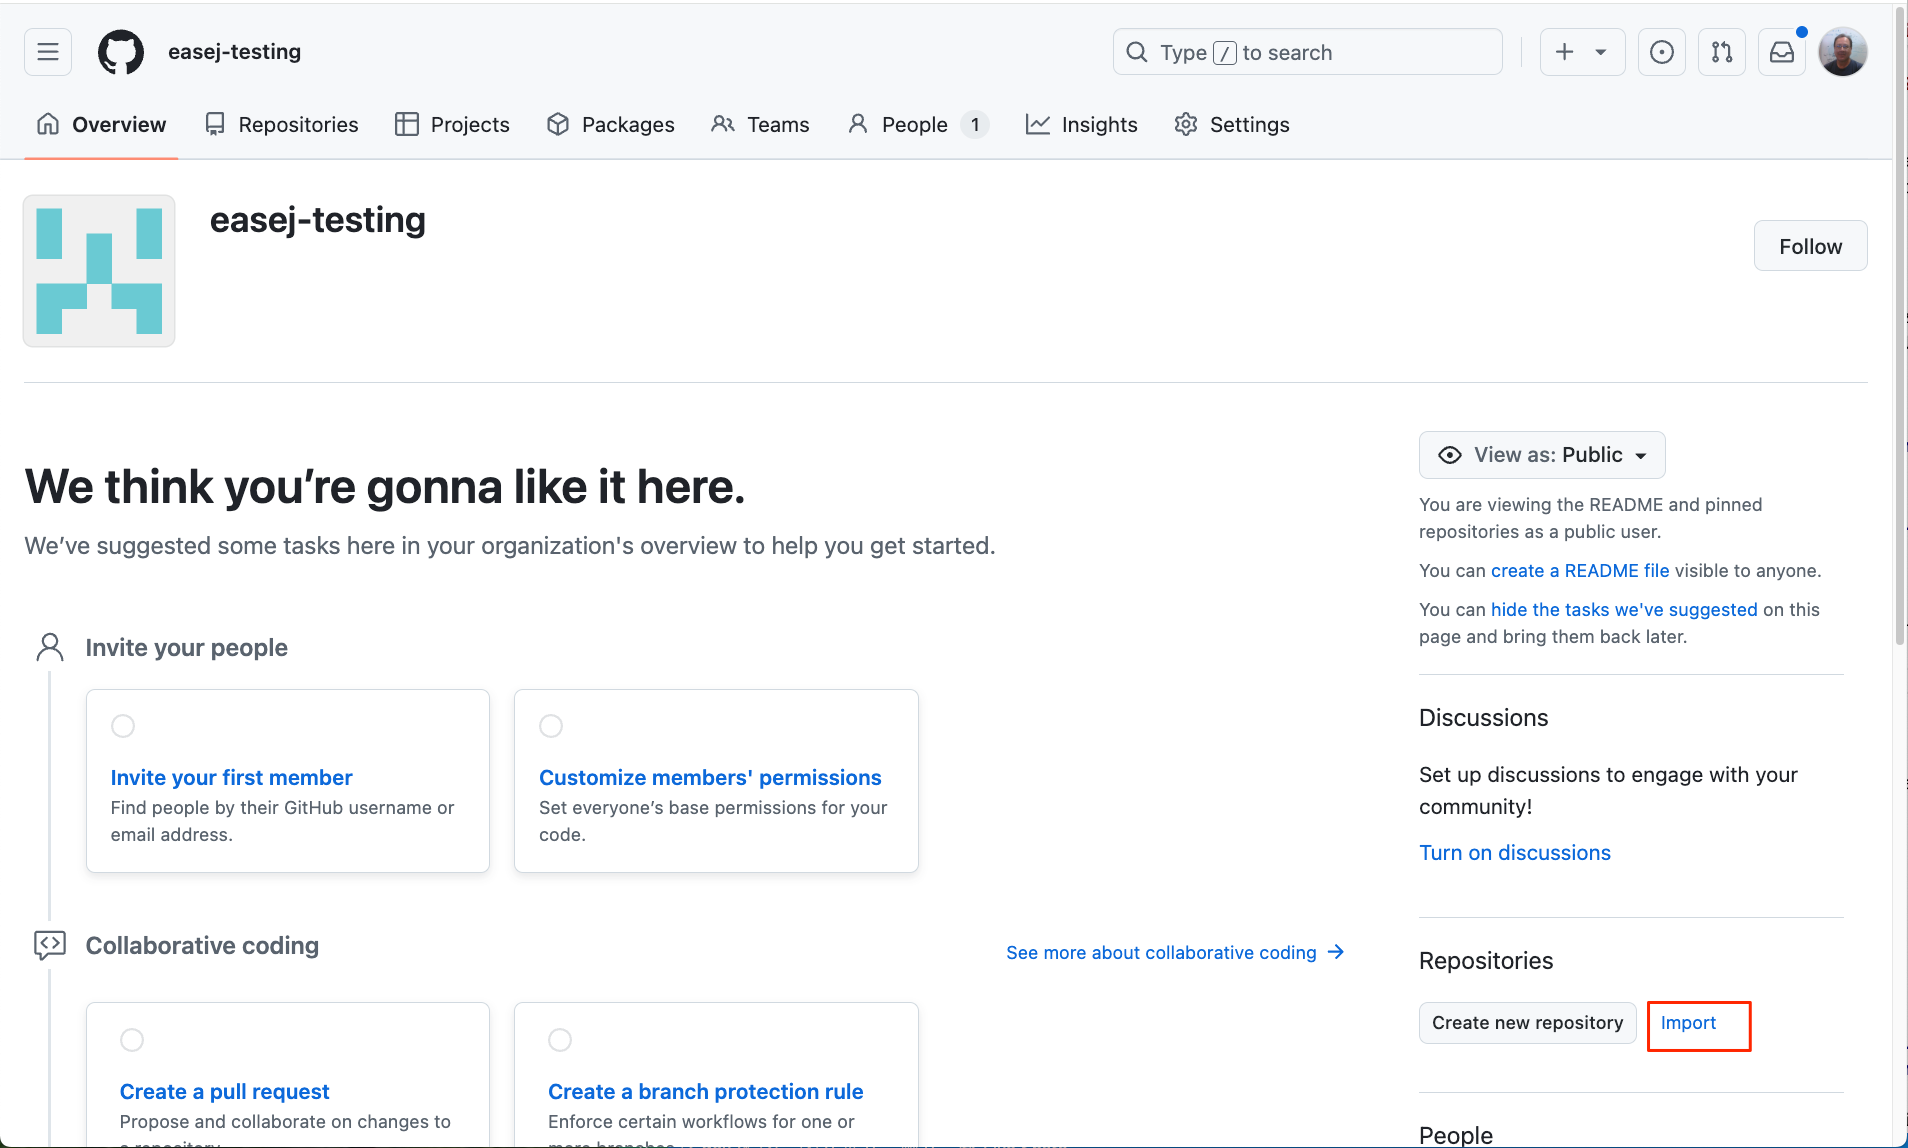 easej-testing
Type / to search
Overview
Repositories
Projects
Packages
Teams
People 1
Insights
Settings
easej-testing
Follow
We think you’re gonna like it here.
We’ve suggested some tasks here in your organization's overview to help you get started.
View as: Public
You are viewing the README and pinned
repositories as a public user.
You can create a README file visible to anyone.
You can hide the tasks we've suggested on this
page and bring them back later.
Invite your people
Invite your first member
Find people by their GitHub username or
email address.
Customize members' permissions
Set everyone’s base permissions for your
code.
Discussions
Set up discussions to engage with your
community!
Turn on discussions
Collaborative coding
See more about collaborative coding →
Create a pull request
Propose and collaborate on changes to
a repository.
Create a branch protection rule
Enforce certain workflows for one or
more branches
Repositories
Create new repository
Import
People